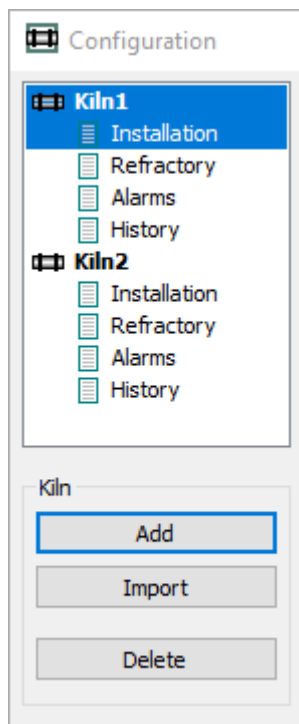 Configuration
Kiln1
Installation
Refractory
Alarms
History
Kiln2
Installation
Refractory
Alarms
History
Kiln
Add
Import
Delete